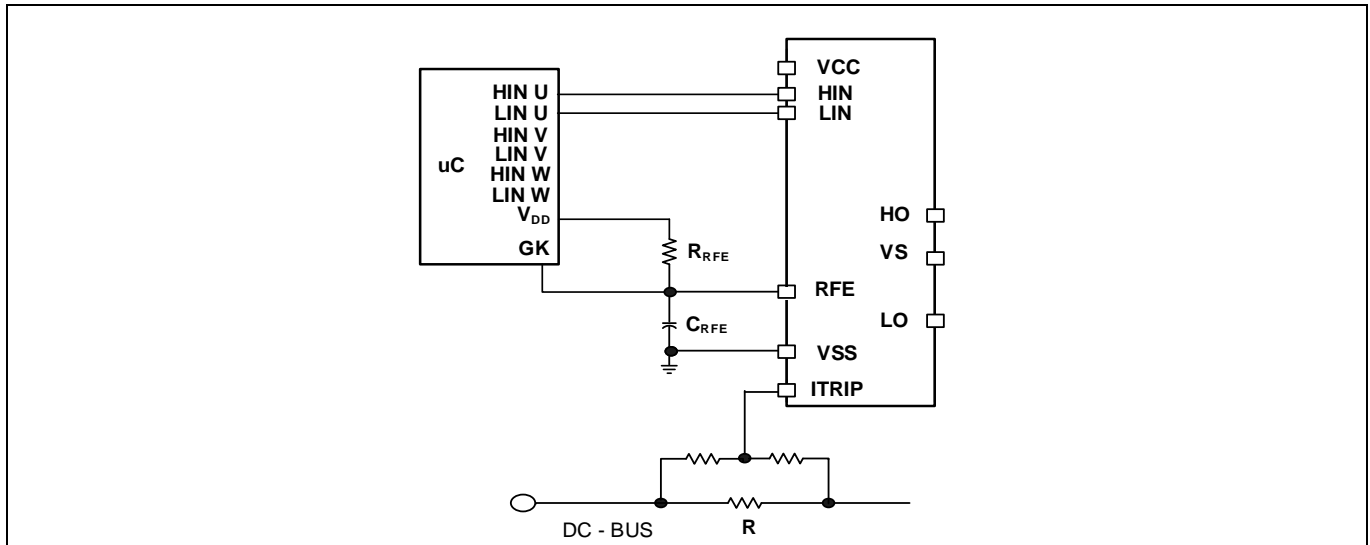 uC
HIN U
LIN U
HIN V
LIN V
HIN W
LIN W
VDD
GK
RRFE
CRFE
VCC
HIN
LIN
HO
VS
RFE
LO
VSS
ITRIP
DC - BUS
R